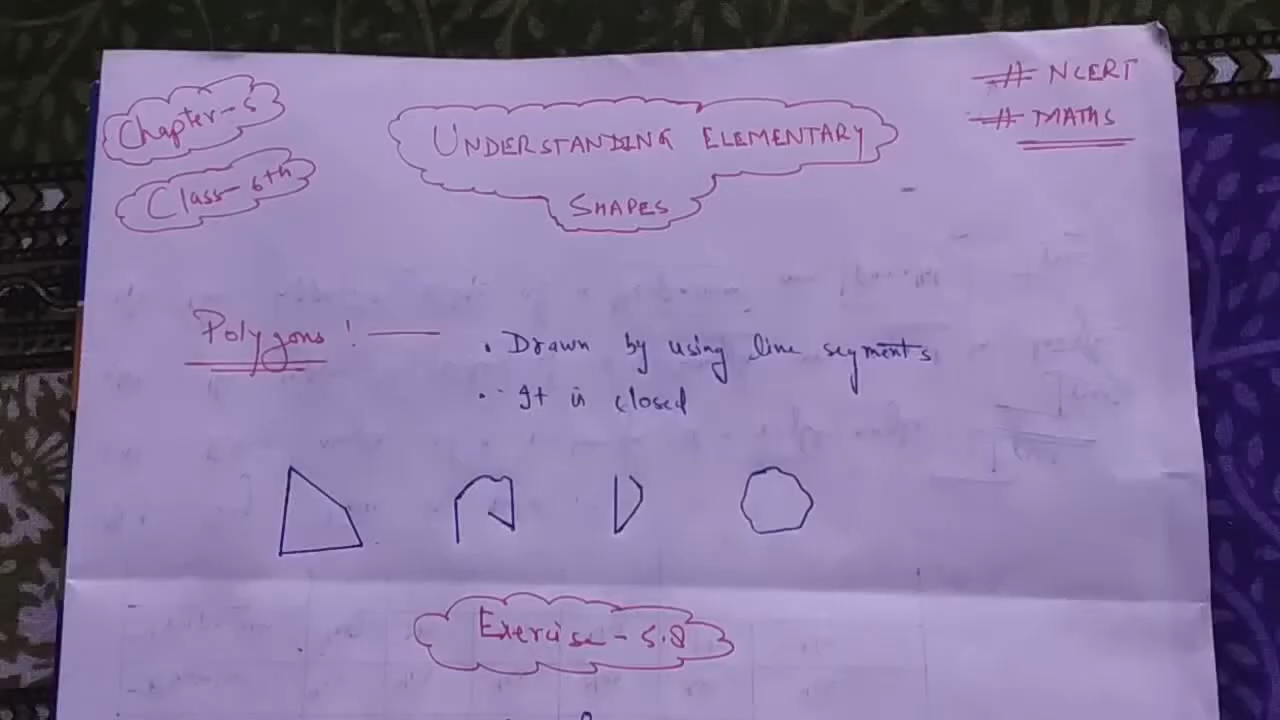 Chapter-5
Class-6th
UNDERSTANDING ELEMENTARY
SHAPES
# NCERT
# MATHS
Polygons :—
• Drawn by using line segments
• It is closed
Exercise - 5.8